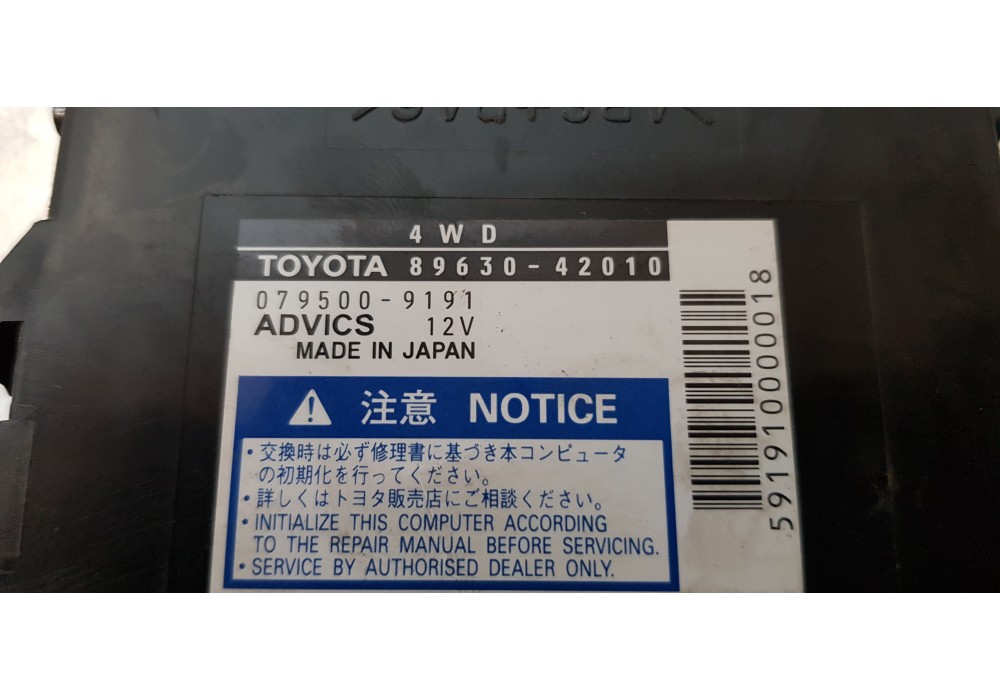 4WD
TOYOTA 89630-42010
079500-9191
ADVICS 12V
MADE IN JAPAN
注意 NOTICE
・交換時は必ず修理書に基づき本コンピュータ
の初期化を行ってください。
・詳しくはトヨタ販売店にご相談ください。
・INITIALIZE THIS COMPUTER ACCORDING
TO THE REPAIR MANUAL BEFORE SERVICING.
・SERVICE BY AUTHORISED DEALER ONLY.
591910000018